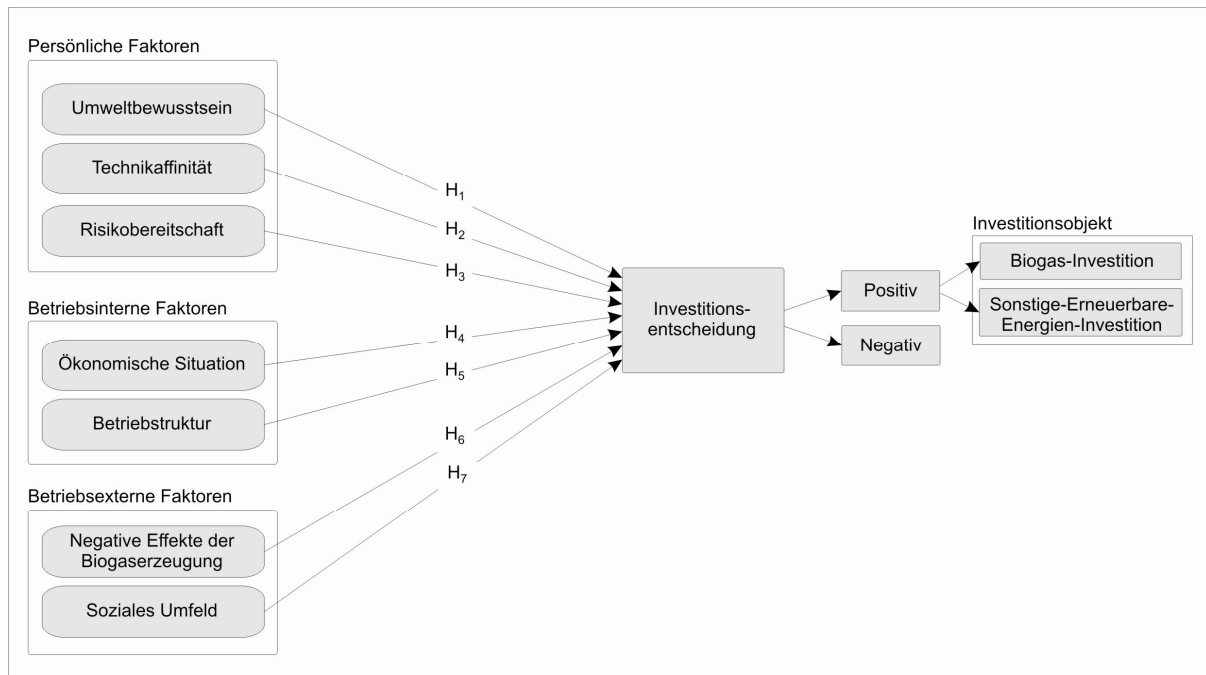 Persönliche Faktoren
Umweltbewusstsein
Technikaffinität
Risikobereitschaft
Betriebsinterne Faktoren
Ökonomische Situation
Betriebstruktur
Betriebsexterne Faktoren
Negative Effekte der
Biogaserzeugung
Soziales Umfeld
H1
H2
H3
H4
H5
H6
H7
Investitions-
entscheidung
Positiv
Negativ
Investitionsobjekt
Biogas-Investition
Sonstige-Erneuerbare-
Energien-Investition